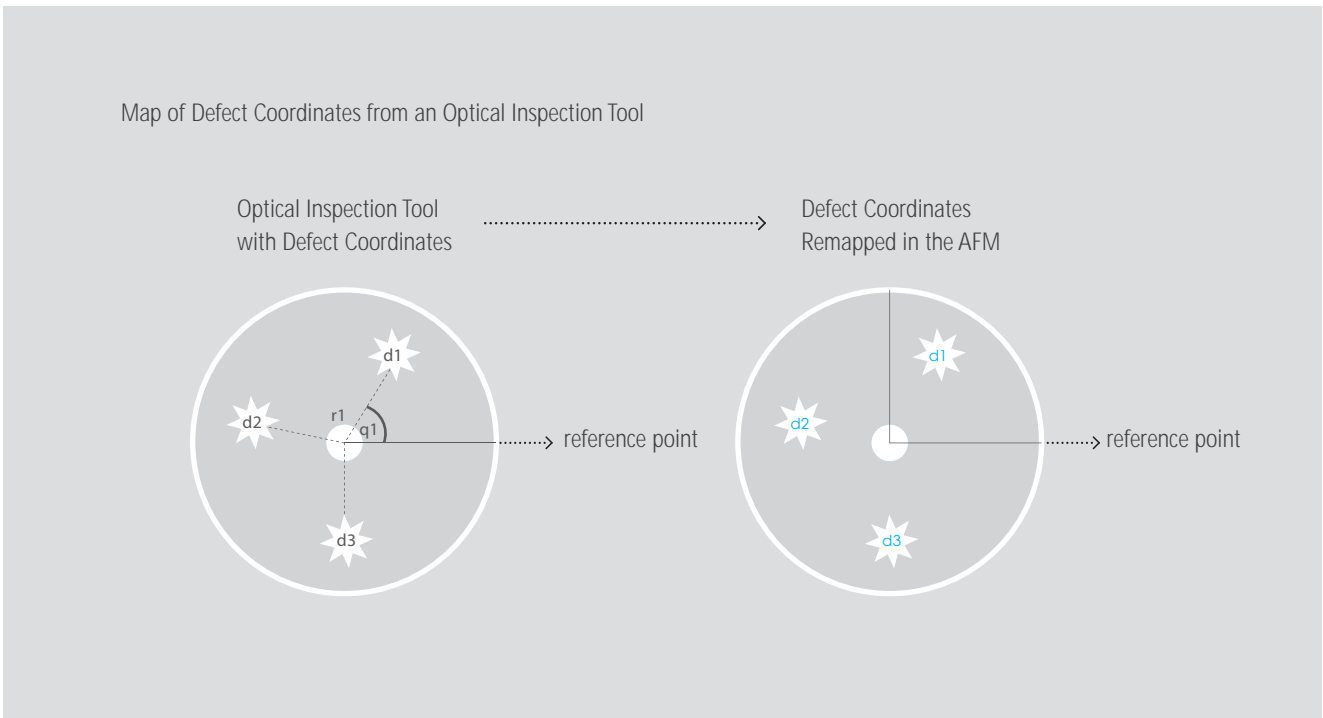 Map of Defect Coordinates from an Optical Inspection Tool
Optical Inspection Tool
with Defect Coordinates
Defect Coordinates
Remapped in the AFM
d1
d2
r1
q1
reference point
d3
d1
d2
reference point
d3